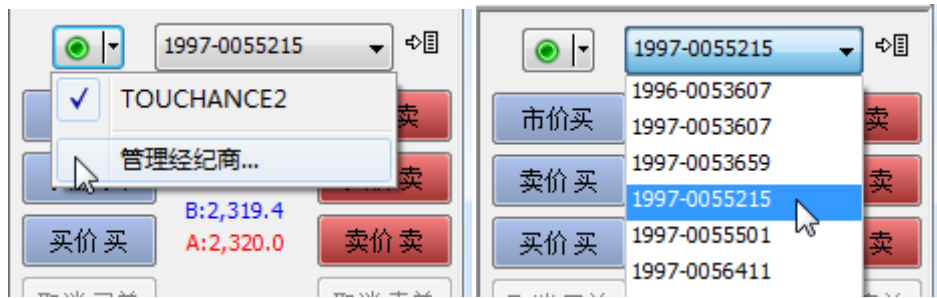 1997-0055215
TOUCHANCE2
卖
管理经纪商...
卖
B:2,319.4
买价 买
A:2,320.0
卖价 卖
1997-0055215
1996-0053607
市价买
1997-0053607
卖
1997-0053659
卖价 买
1997-0055215
卖
1997-0055501
买价 买
卖
1997-0056411